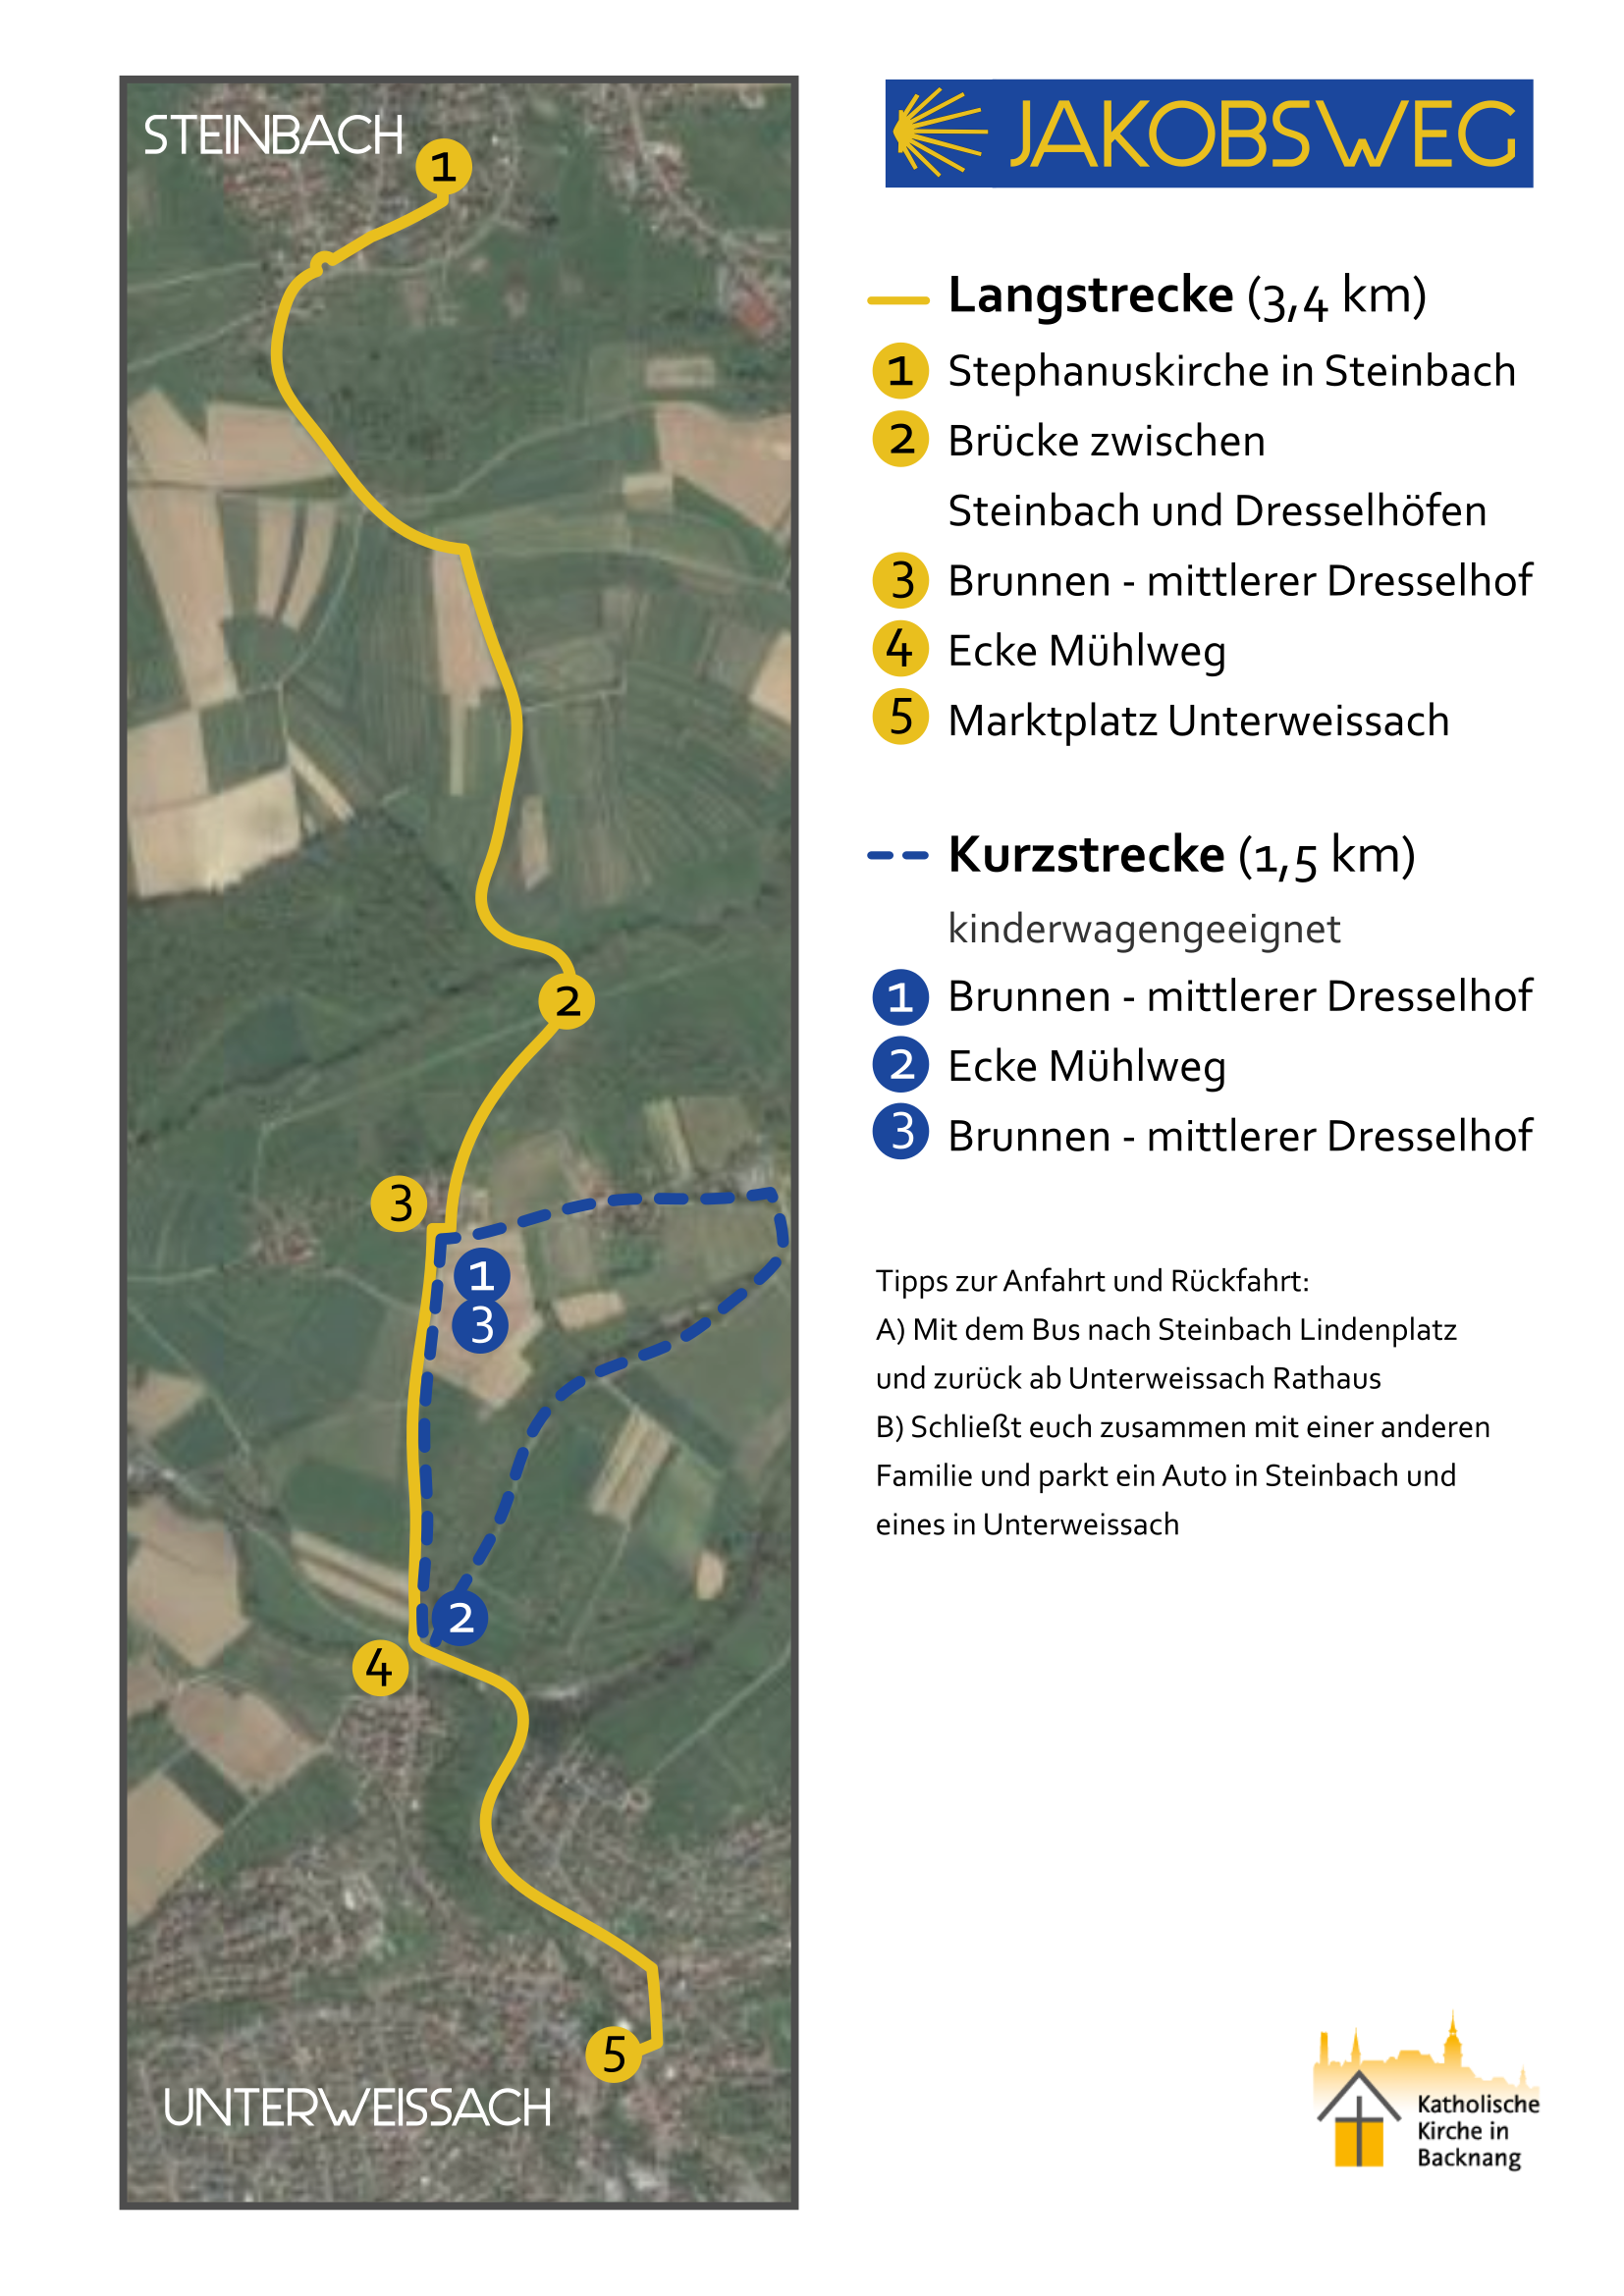 STEINBACH
1
2
3
1
3
2
4
5
UNTERWEISSACH
JAKOBSWEG
Langstrecke (3,4 km)
1 Stephanuskirche in Steinbach
2 Brücke zwischen
Steinbach und Dresselhöfen
3 Brunnen - mittlerer Dresselhof
4 Ecke Mühlweg
5 Marktplatz Unterweissach
Kurzstrecke (1,5 km)
kinderwagengeeignet
1 Brunnen - mittlerer Dresselhof
2 Ecke Mühlweg
3 Brunnen - mittlerer Dresselhof
Tipps zur Anfahrt und Rückfahrt:
A) Mit dem Bus nach Steinbach Lindenplatz
und zurück ab Unterweissach Rathaus
B) Schließt euch zusammen mit einer anderen
Familie und parkt ein Auto in Steinbach und
eines in Unterweissach
Katholische
Kirche in
Backnang